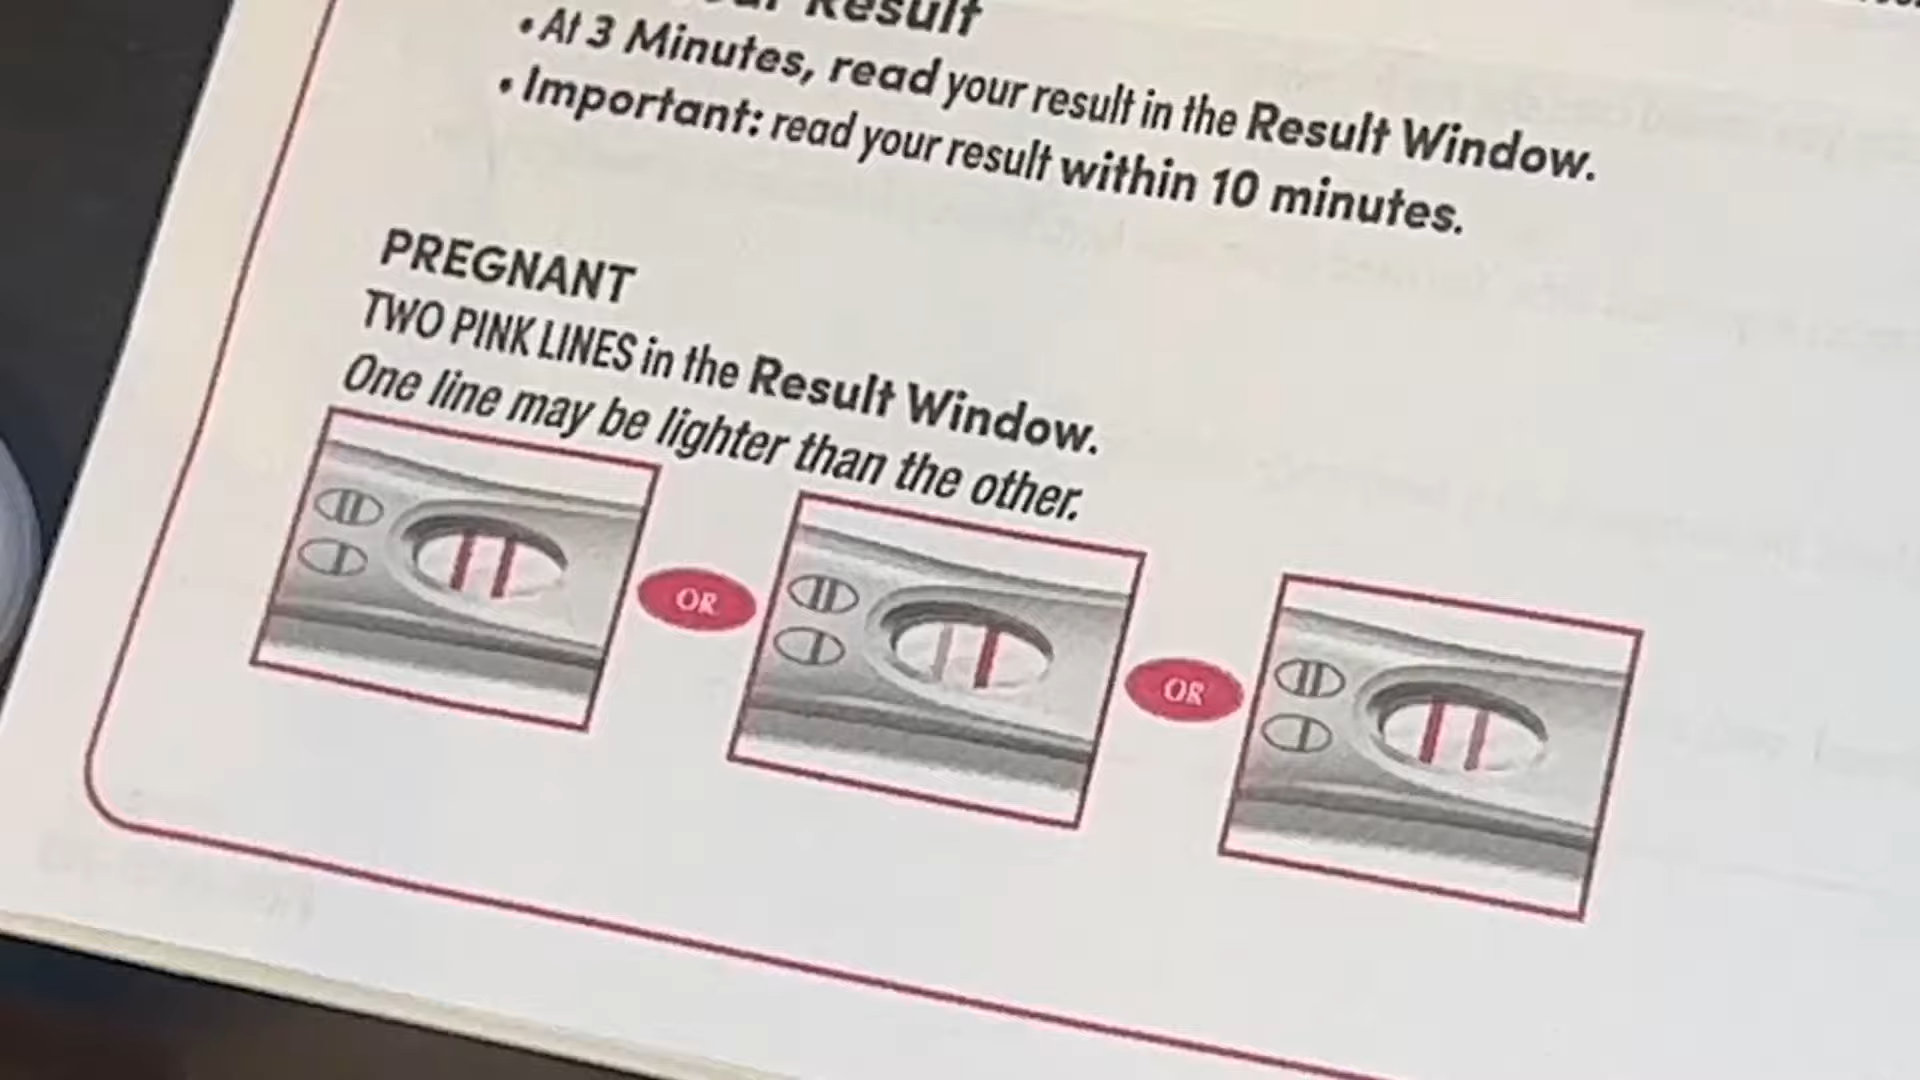 Result
• At 3 Minutes, read your result in the Result Window.
• Important: read your result within 10 minutes.
PREGNANT
TWO PINK LINES in the Result Window.
One line may be lighter than the other.
OR
OR